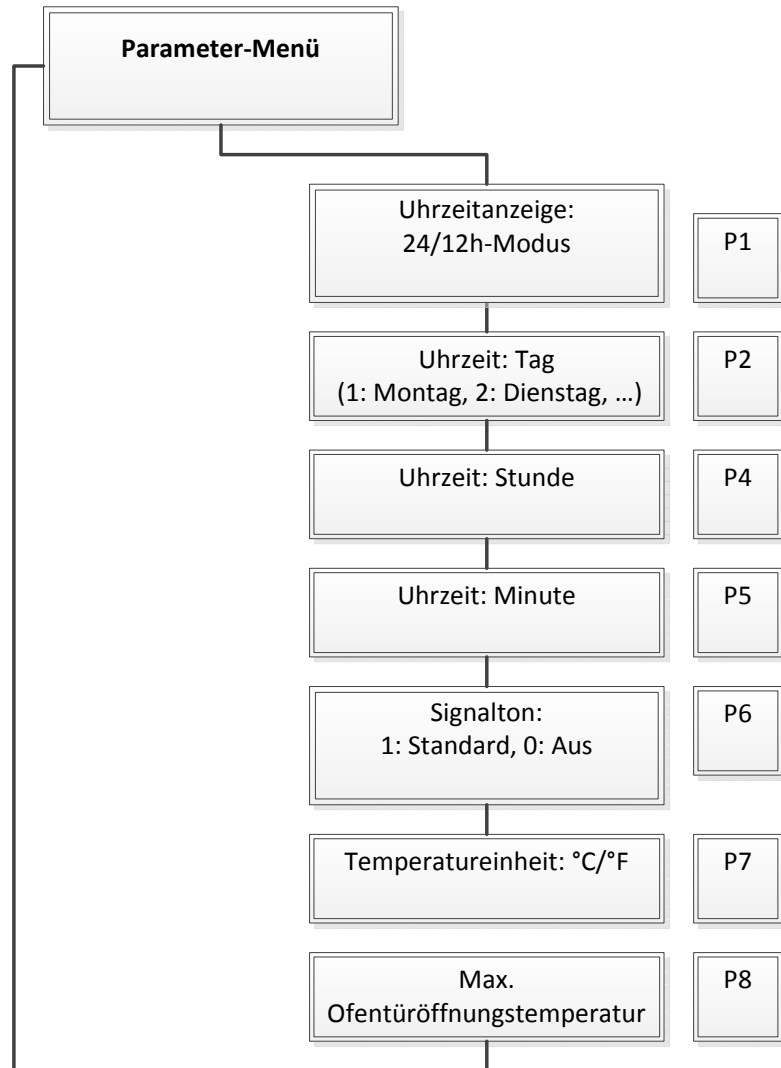 Parameter-Menü
Uhrzeitanzeige:
24/12h-Modus
P1
Uhrzeit: Tag
(1: Montag, 2: Dienstag, …)
P2
Uhrzeit: Stunde
P4
Uhrzeit: Minute
P5
Signalton:
1: Standard, 0: Aus
P6
Temperatureinheit: °C/°F
P7
Max.
Ofentüröffnungstemperatur
P8